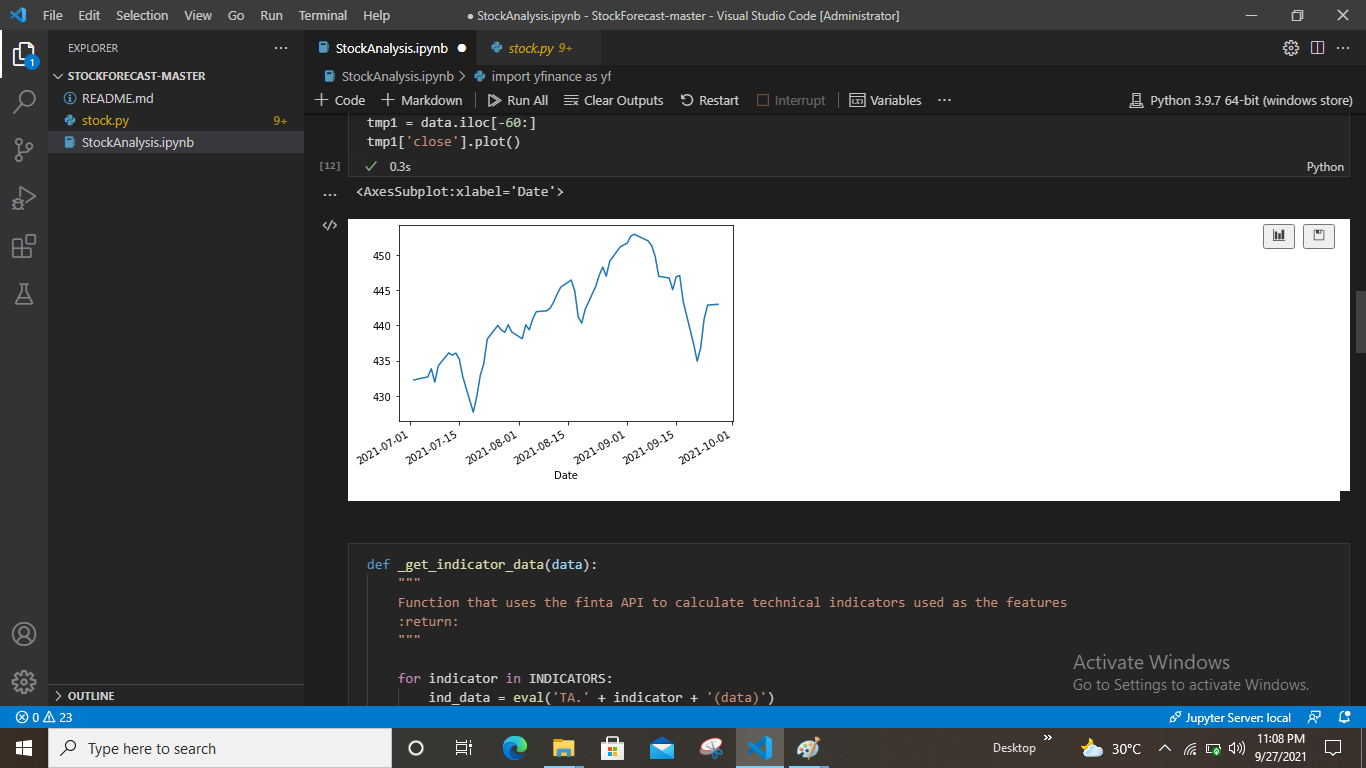 File Edit Selection View Go Run Terminal Help ● StockAnalysis.ipynb - StockForecast-master - Visual Studio Code [Administrator]
EXPLORER ···
StockAnalysis.ipynb ● stock.py 9+ ···
STOCKFORECAST-MASTER
StockAnalysis.ipynb > import yfinance as yf
README.md
+ Code + Markdown Run All Clear Outputs Restart Interrupt Variables ··· Python 3.9.7 64-bit (windows store)
stock.py 9+
StockAnalysis.ipynb
tmp1 = data.iloc[-60:]
tmp1['close'].plot()
[12] ✓ 0.3s Python
··· <AxesSubplot:xlabel='Date'>
</>
450
445
440
435
430
2021-07-01 2021-07-15 2021-08-01 2021-08-15 2021-09-01 2021-09-15 2021-10-01
Date
def _get_indicator_data(data):
"""
Function that uses the finta API to calculate technical indicators used as the features
:return:
"""
for indicator in INDICATORS:
ind_data = eval('TA.' + indicator + '(data)')
1
OUTLINE
Activate Windows
Go to Settings to activate Windows.
0 23 Jupyter Server: local
Type here to search Desktop » 30°C 11:08 PM
9/27/2021